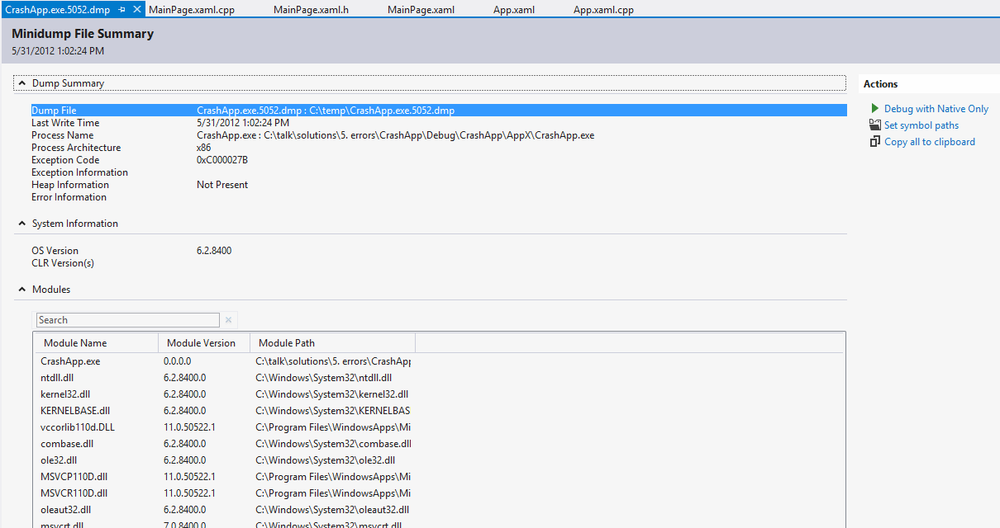 CrashApp.exe.5052.dmp MainPage.xaml.cpp MainPage.xaml.h MainPage.xaml App.xaml App.xaml.cpp
Minidump File Summary
5/31/2012 1:02:24 PM
Dump Summary
Dump File CrashApp.exe.5052.dmp : C:\temp\CrashApp.exe.5052.dmp
Last Write Time 5/31/2012 1:02:24 PM
Process Name CrashApp.exe : C:\talk\solutions\5. errors\CrashApp\Debug\CrashApp\AppX\CrashApp.exe
Process Architecture x86
Exception Code 0xC000027B
Exception Information
Heap Information Not Present
Error Information
System Information
OS Version 6.2.8400
CLR Version(s)
Modules
Search
Module Name Module Version Module Path
CrashApp.exe 0.0.0.0 C:\talk\solutions\5. errors\CrashApp
ntdll.dll 6.2.8400.0 C:\Windows\System32\ntdll.dll
kernel32.dll 6.2.8400.0 C:\Windows\System32\kernel32.dll
KERNELBASE.dll 6.2.8400.0 C:\Windows\System32\KERNELBAS
vccorlib110d.DLL 11.0.50522.1 C:\Program Files\WindowsApps\Mi
combase.dll 6.2.8400.0 C:\Windows\System32\combase.dll
ole32.dll 6.2.8400.0 C:\Windows\System32\ole32.dll
MSVCP110D.dll 11.0.50522.1 C:\Program Files\WindowsApps\Mi
MSVCR110D.dll 11.0.50522.1 C:\Program Files\WindowsApps\Mi
oleaut32.dll 6.2.8400.0 C:\Windows\System32\oleaut32.dll
msvcrt.dll 7.0.8400.0 C:\Windows\System32\msvcrt.dll
Actions
Debug with Native Only
Set symbol paths
Copy all to clipboard